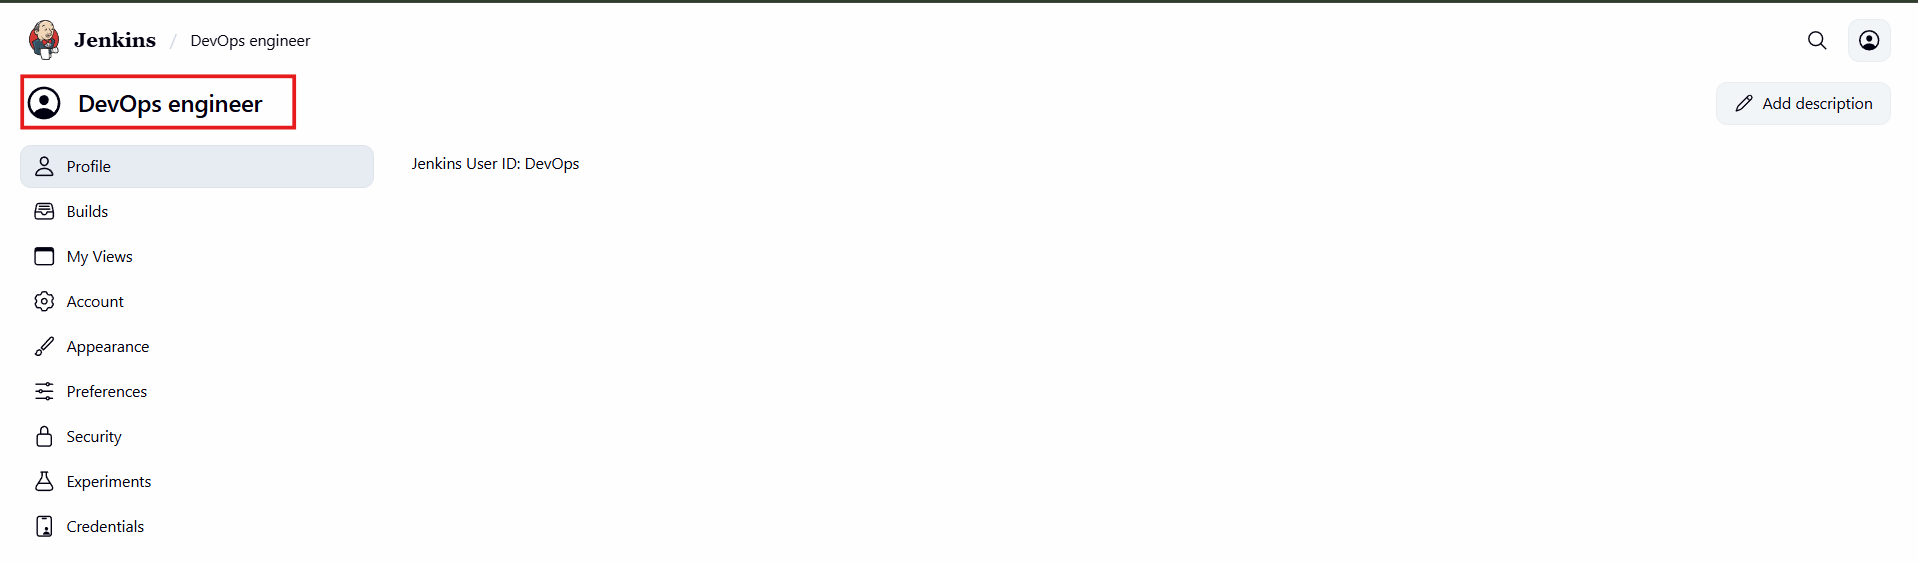 Jenkins / DevOps engineer
DevOps engineer
Add description
Profile
Jenkins User ID: DevOps
Builds
My Views
Account
Appearance
Preferences
Security
Experiments
Credentials